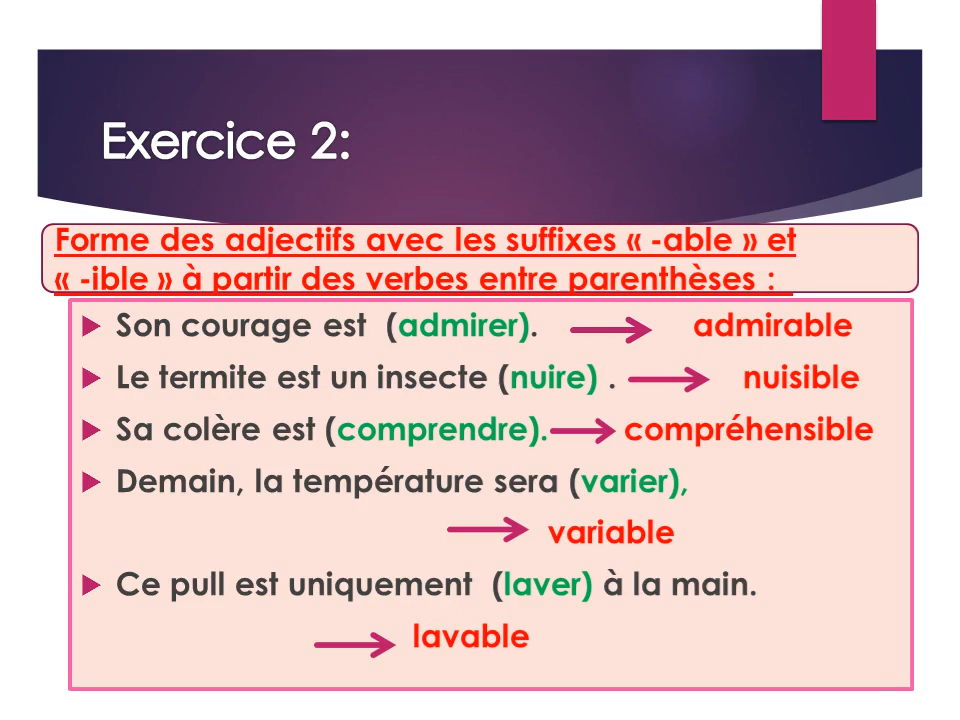 Exercice 2:
Forme des adjectifs avec les suffixes « -able » et
« -ible » à partir des verbes entre parenthèses :
Son courage est (admirer). admirable
Le termite est un insecte (nuire) . nuisible
Sa colère est (comprendre). compréhensible
Demain, la température sera (varier),
variable
Ce pull est uniquement (laver) à la main.
lavable